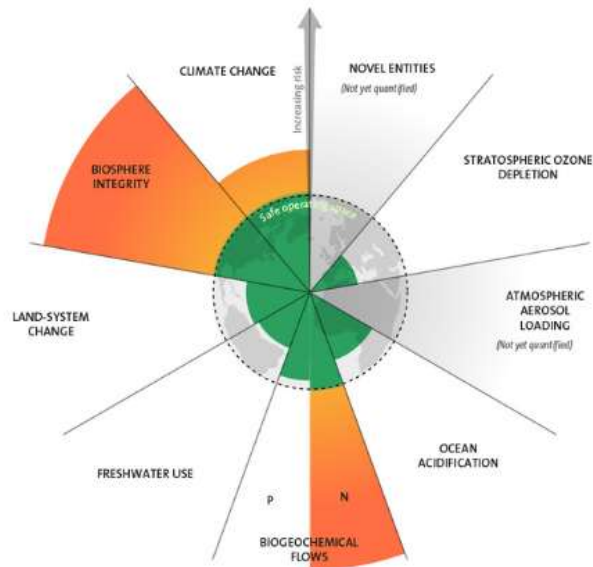 CLIMATE CHANGE
Increasing risk
NOVEL ENTITIES
(Not yet quantified)
STRATOSPHERIC OZONE
DEPLETION
BIOSPHERE
INTEGRITY
Safe operating space
LAND-SYSTEM
CHANGE
ATMOSPHERIC
AEROSOL
LOADING
(Not yet quantified)
FRESHWATER USE
OCEAN
ACIDIFICATION
P
N
BIOGEOCHEMICAL
FLOWS